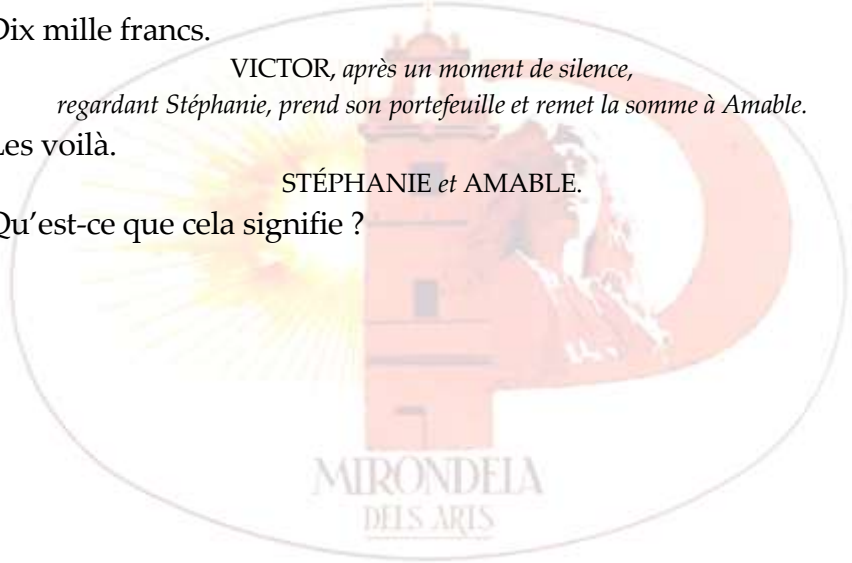 Dix mille francs.
VICTOR, après un moment de silence,
regardant Stéphanie, prend son portefeuille et remet la somme à Amable.
Les voilà.
STÉPHANIE et AMABLE.
Qu’est-ce que cela signifie ?
MIRONDELA
DELS ARTS